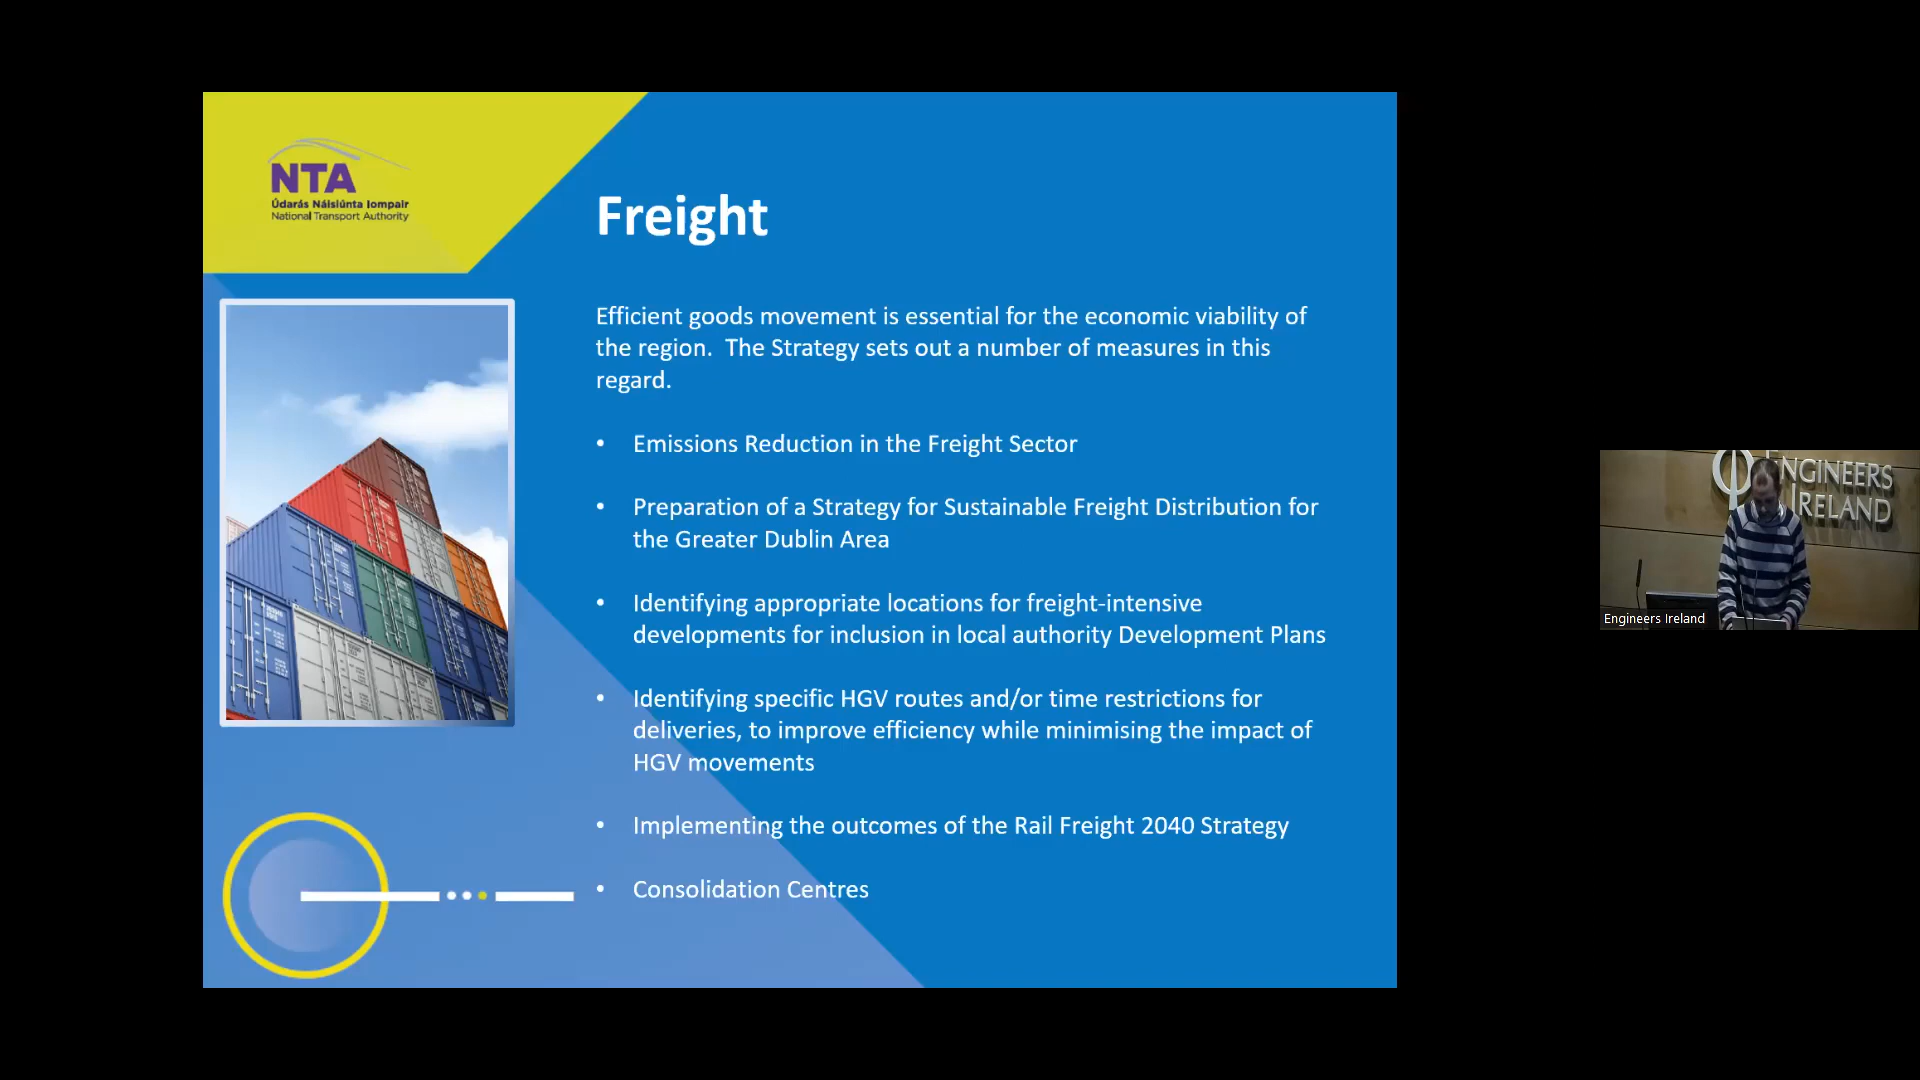 NTA
Údarás Náisiúnta Iompair
National Transport Authority
Freight
Efficient goods movement is essential for the economic viability of
the region.  The Strategy sets out a number of measures in this
regard.
• Emissions Reduction in the Freight Sector
• Preparation of a Strategy for Sustainable Freight Distribution for
the Greater Dublin Area
• Identifying appropriate locations for freight-intensive
developments for inclusion in local authority Development Plans
• Identifying specific HGV routes and/or time restrictions for
deliveries, to improve efficiency while minimising the impact of
HGV movements
• Implementing the outcomes of the Rail Freight 2040 Strategy
• Consolidation Centres
ENGINEERS
IRELAND
Engineers Ireland